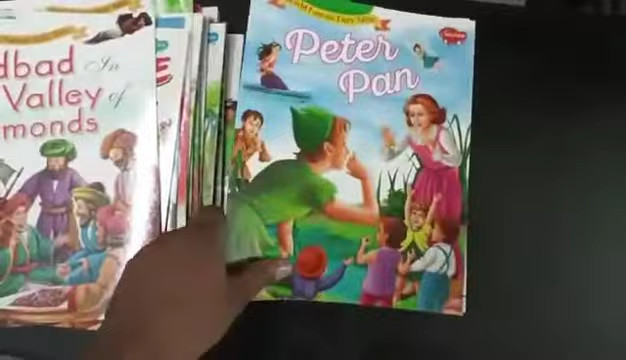 dbad In
Valley of
monds
Peter
Pan